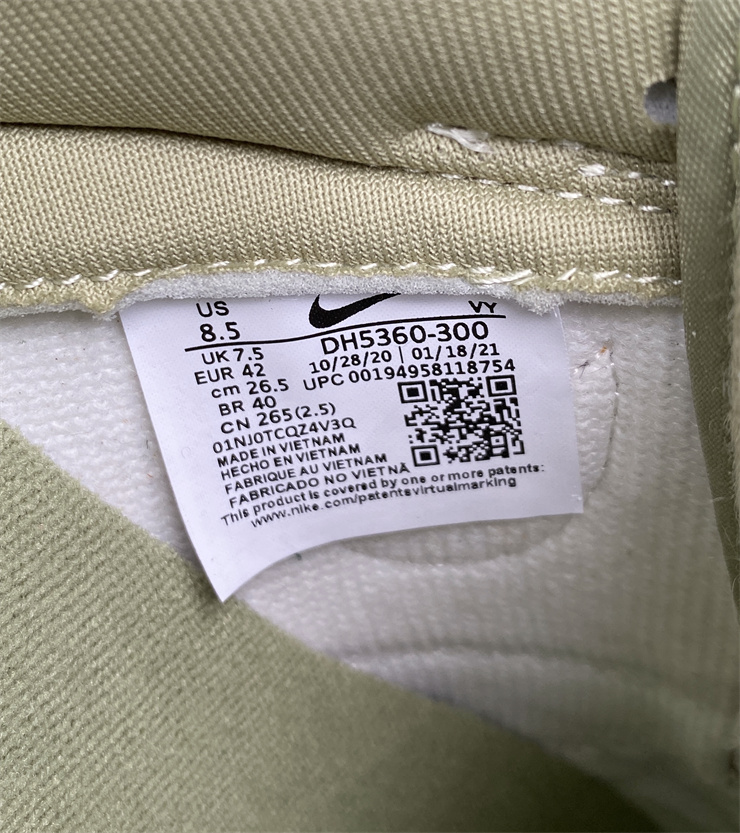 US
8.5
VY
UK 7.5
DH5360-300
EUR 42
10/28/20 | 01/18/21
cm 26.5
UPC 00194958118754
BR 40
CN 265(2.5)
01NJ0TCQZ4V3Q
MADE IN VIETNAM
HECHO EN VIETNAM
FABRIQUE AU VIETNAM
FABRICADO NO VIETNÃ
This product is covered by one or more patents:
www.nike.com/patentsvirtualmarking